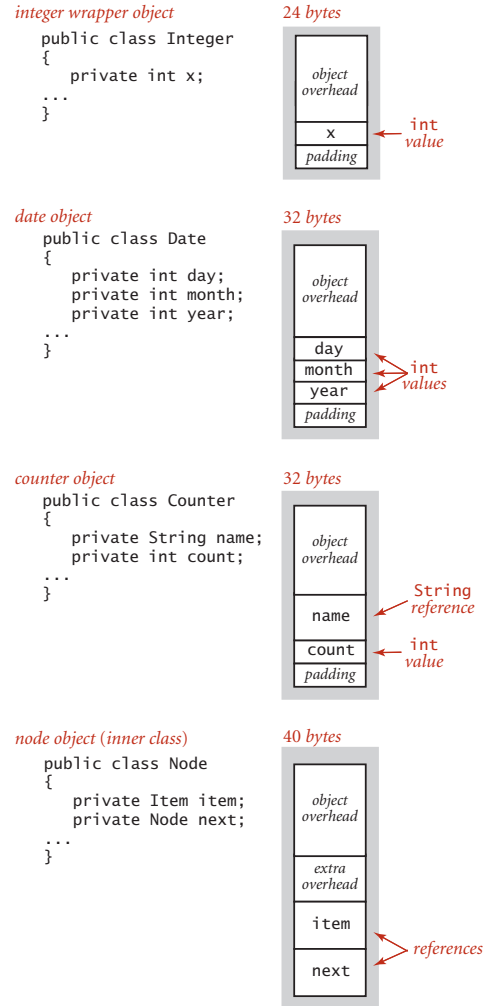 integer wrapper object
24 bytes
public class Integer
{
private int x;
...
}
object
overhead
x
padding
int
value
date object
32 bytes
public class Date
{
private int day;
private int month;
private int year;
...
}
object
overhead
day
month
year
padding
int
values
counter object
32 bytes
public class Counter
{
private String name;
private int count;
...
}
object
overhead
name
count
padding
String
reference
int
value
node object (inner class)
40 bytes
public class Node
{
private Item item;
private Node next;
...
}
object
overhead
extra
overhead
item
next
references